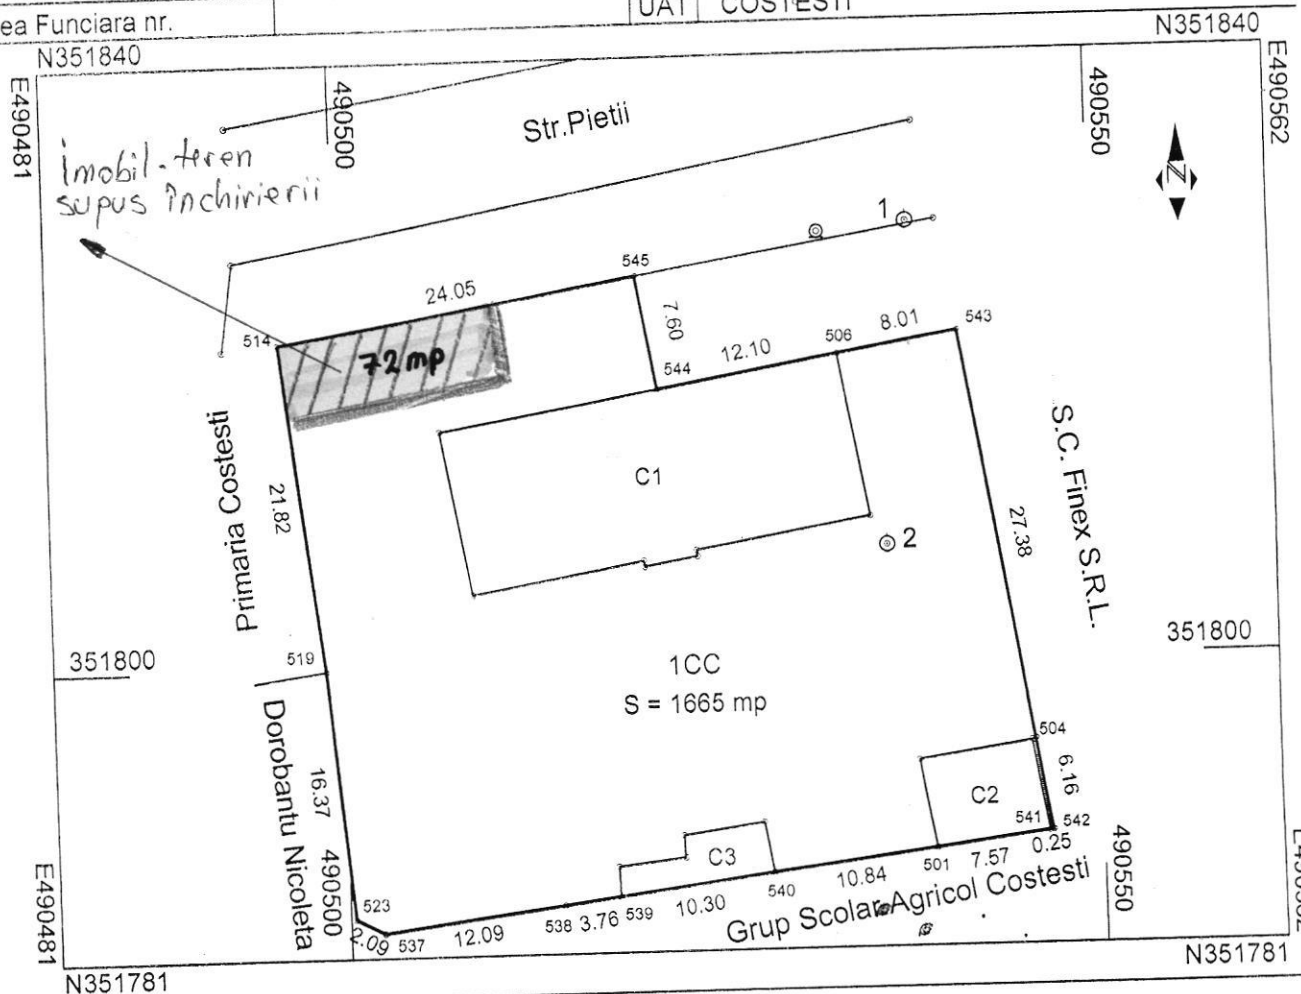 ea Funciara nr.
UAT COSTESTI
N351840
N351840
E490481
490500
490550
E490562
Str.Pietii
Imobil-teren
supus închirierii
1
545
24.05
514
72 mp
7.60
544
12.10
506
8.01
543
Primaria Costesti
21.82
C1
2
27.38
S.C. Finex S.R.L.
351800
519
1CC
S = 1665 mp
351800
Dorobantu Nicoleta
16.37
504
6.16
C2
541
542
C3
E490481
490500
523
2.09
537
12.09
538
3.76
539
10.30
540
10.84
501
7.57
0.25
490550
Grup Scolar Agricol Costesti
N351781
N351781